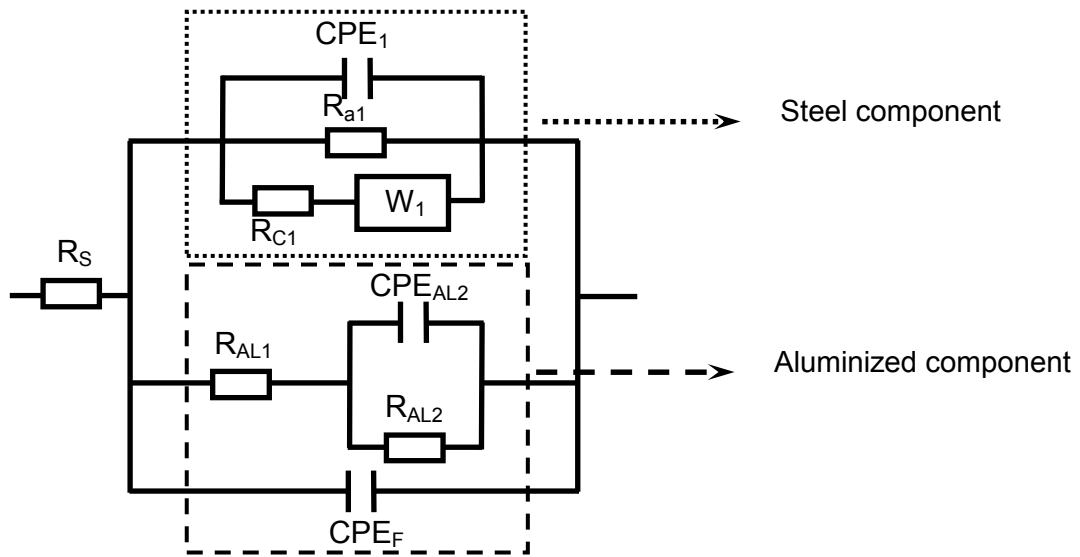 CPE1
Ra1
Steel component
W1
RC1
RS
CPEAL2
RAL1
Aluminized component
RAL2
CPEF